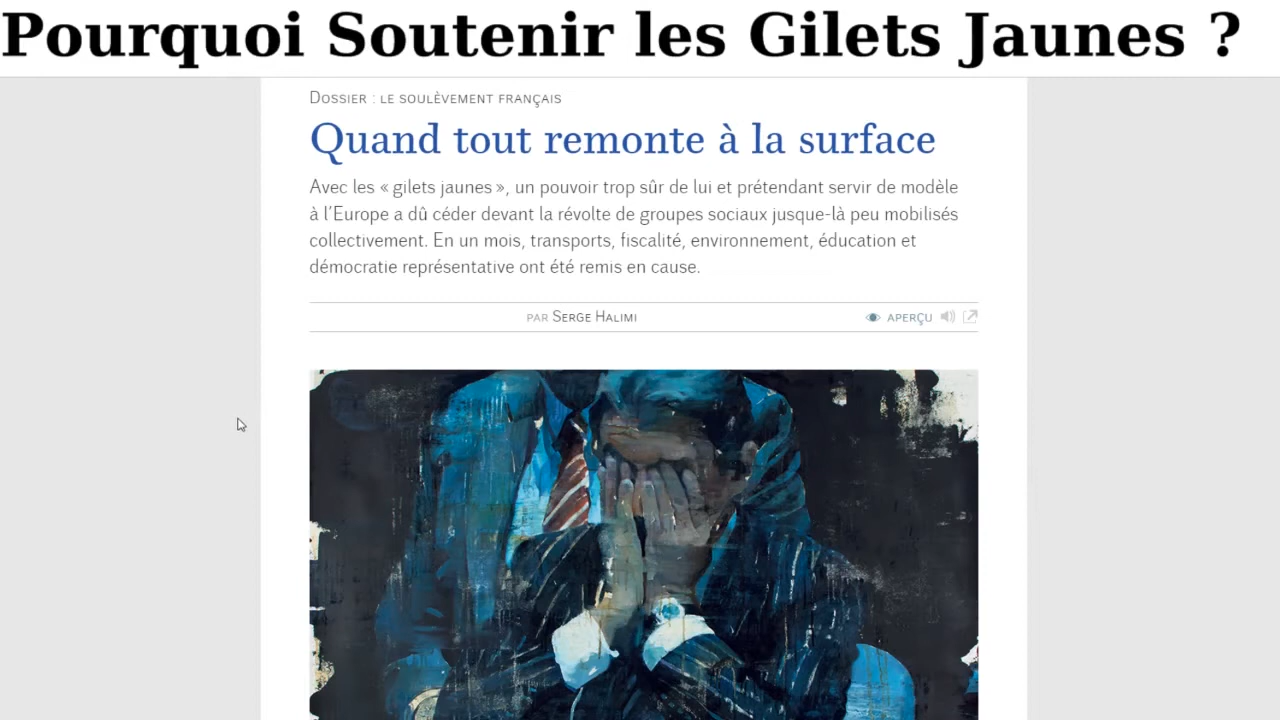 Pourquoi Soutenir les Gilets Jaunes ?
Dossier : le soulèvement français
Quand tout remonte à la surface
Avec les « gilets jaunes », un pouvoir trop sûr de lui et prétendant servir de modèle
à l’Europe a dû céder devant la révolte de groupes sociaux jusque-là peu mobilisés
collectivement. En un mois, transports, fiscalité, environnement, éducation et
démocratie représentative ont été remis en cause.
par Serge Halimi
aperçu